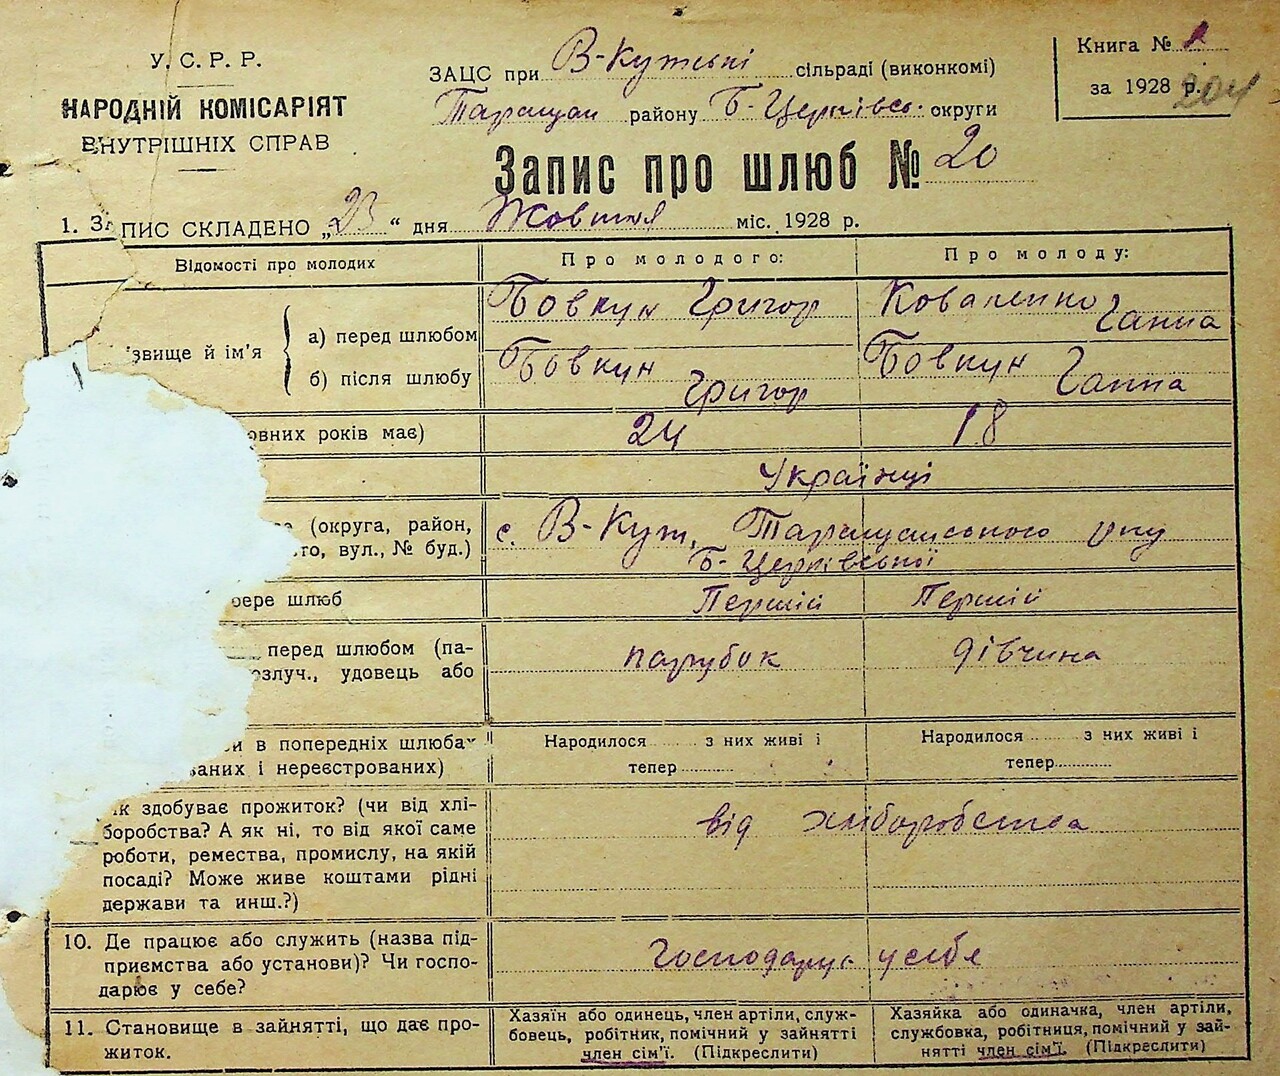 У. С. Р. Р.
НАРОДНІЙ КОМІСАРІЯТ
ВНУТРІШНІХ СПРАВ
ЗАЦС при В-Кутські сільраді (виконкомі)
Таращан району Б-Церківсь. округи
Книга №
за 1928 р. 204
Запис про шлюб № 20
1. ЗАПИС СКЛАДЕНО „23“ дня Жовтня міс. 1928 р.
Відомості про молодих
Про молодого:
Про молоду:
звище й ім'я
а) перед шлюбом
Бовкун Григор
Коваленко
Ганна
б) після шлюбу
Бовкун
Григор
Бовкун
Ганна
овних років має)
24
18
Українці
(округа, район,
то, вул., № буд.)
с. В-Кут, Таращанського
Б-Церківської
бере шлюб
Перший
Перший
перед шлюбом (па-
озлуч., удовець або
парубок
дівчина
и в попередніх шлюбах
ваних і нереєстрованих)
Народилося з них живі і
тепер
Народилося з них живі і
тепер
як здобуває прожиток? (чи від хлі-
боробства? А як ні, то від якої саме
роботи, ремества, промислу, на якій
посаді? Може живе коштами рідні
держави та инш.?)
від хліборобства
10. Де працює або служить (назва під-
приємства або установи)? Чи госпо-
дарює у себе?
у себе
11. Становище в зайнятті, що дає про-
житок.
Хазяїн або одинець, член артіли, служ-
бовець, робітник, помічний у зайнятті
член сім'ї. (Підкреслити)
Хазяйка або одиначка, член артіли,
службовка, робітниця, помічний у зай-
нятті член сім'ї. (Підкреслити)